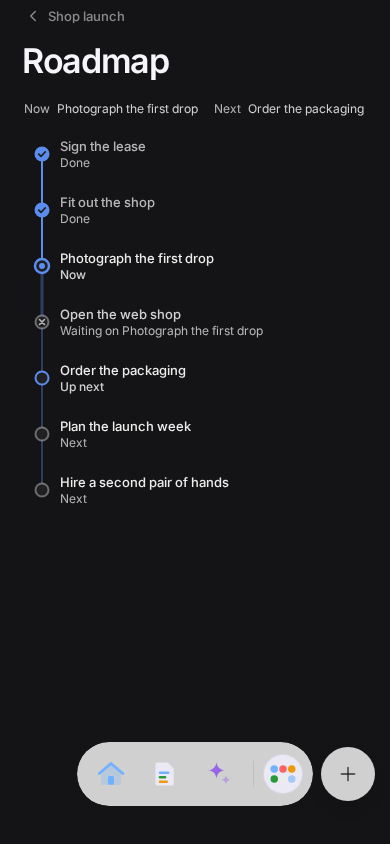 Shop launch
Roadmap
Now Photograph the first drop Next Order the packaging
Sign the lease
Done
Fit out the shop
Done
Photograph the first drop
Now
Open the web shop
Waiting on Photograph the first drop
Order the packaging
Up next
Plan the launch week
Next
Hire a second pair of hands
Next